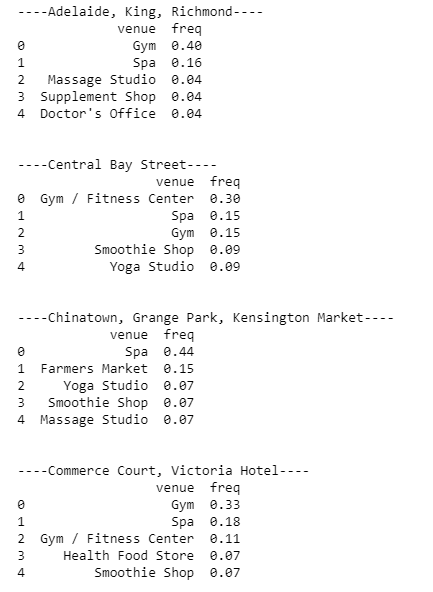 ----Adelaide, King, Richmond----
venue freq
0 Gym 0.40
1 Spa 0.16
2 Massage Studio 0.04
3 Supplement Shop 0.04
4 Doctor's Office 0.04
----Central Bay Street----
venue freq
0 Gym / Fitness Center 0.30
1 Spa 0.15
2 Gym 0.15
3 Smoothie Shop 0.09
4 Yoga Studio 0.09
----Chinatown, Grange Park, Kensington Market----
venue freq
0 Spa 0.44
1 Farmers Market 0.15
2 Yoga Studio 0.07
3 Smoothie Shop 0.07
4 Massage Studio 0.07
----Commerce Court, Victoria Hotel----
venue freq
0 Gym 0.33
1 Spa 0.18
2 Gym / Fitness Center 0.11
3 Health Food Store 0.07
4 Smoothie Shop 0.07